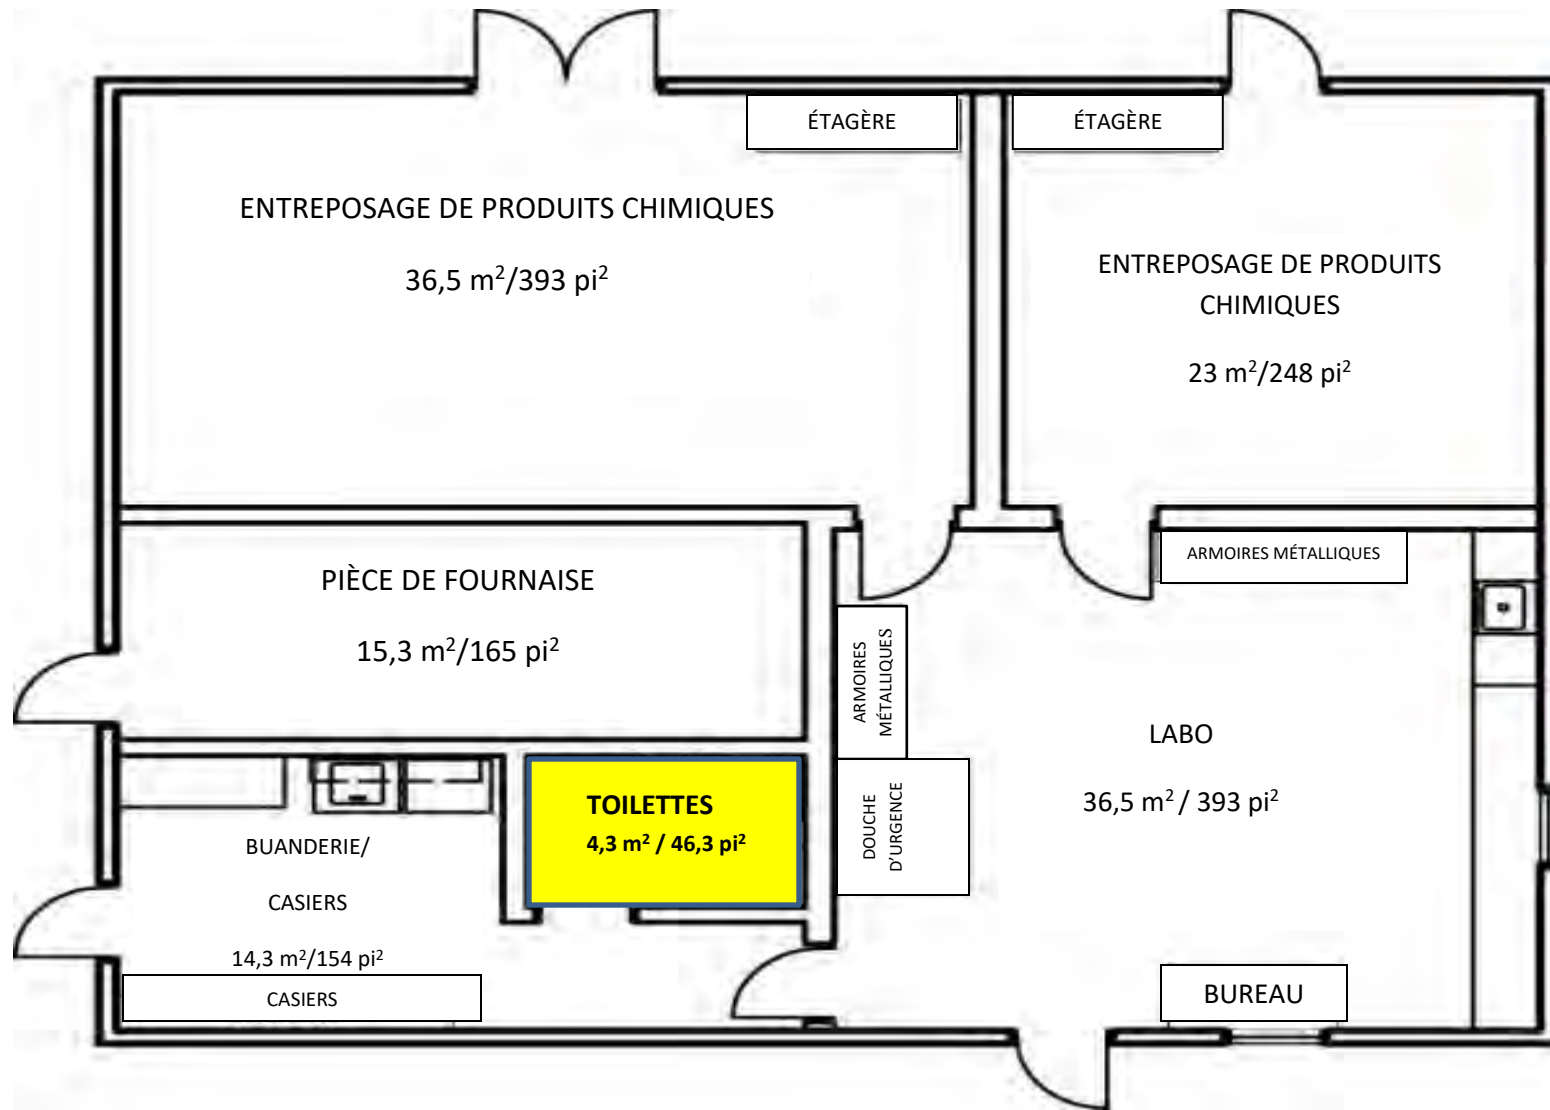 ÉTAGÈRE
ÉTAGÈRE
ENTREPOSAGE DE PRODUITS CHIMIQUES
36,5 m²/393 pi²
ENTREPOSAGE DE PRODUITS
CHIMIQUES
23 m²/248 pi²
PIÈCE DE FOURNAISE
15,3 m²/165 pi²
ARMOIRES MÉTALLIQUES
ARMOIRES
MÉTALLIQUES
LABO
36,5 m² / 393 pi²
TOILETTES
4,3 m² / 46,3 pi²
DOUCHE
D’URGENCE
BUANDERIE/
CASIERS
14,3 m²/154 pi²
CASIERS
BUREAU